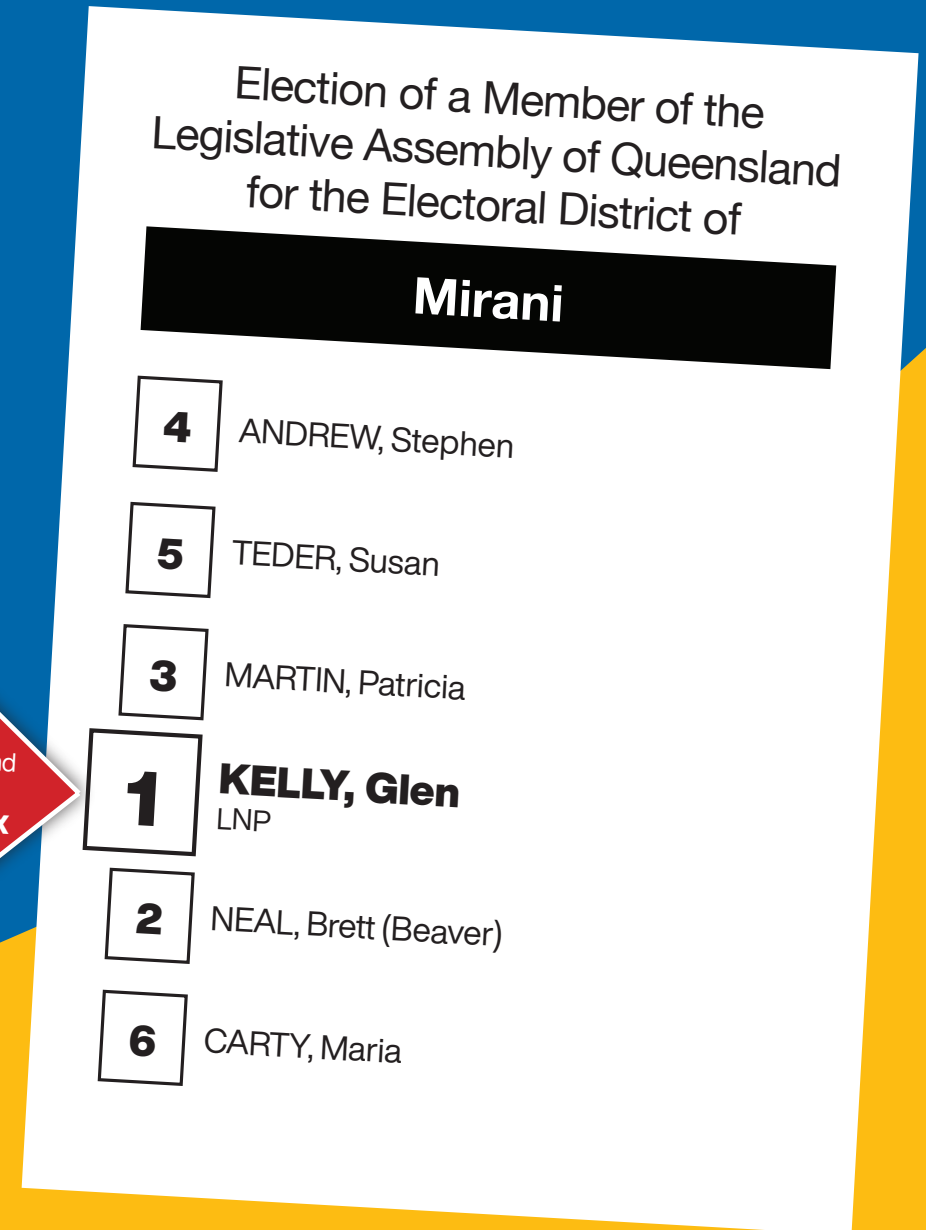 Election of a Member of the
Legislative Assembly of Queensland
for the Electoral District of
Mirani
4 ANDREW, Stephen
5 TEDER, Susan
3 MARTIN, Patricia
1 KELLY, Glen
LNP
2 NEAL, Brett (Beaver)
6 CARTY, Maria